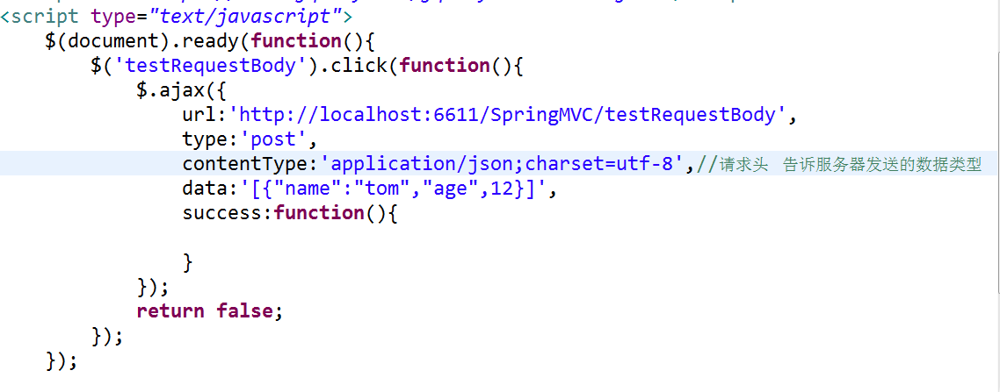 <script type="text/javascript">
$(document).ready(function(){
$('testRequestBody').click(function(){
$.ajax({
url:'http://localhost:6611/SpringMVC/testRequestBody',
type:'post',
contentType:'application/json;charset=utf-8',//请求头 告诉服务器发送的数据类型
data:'[{"name":"tom","age",12}]',
success:function(){
}
});
return false;
});
});